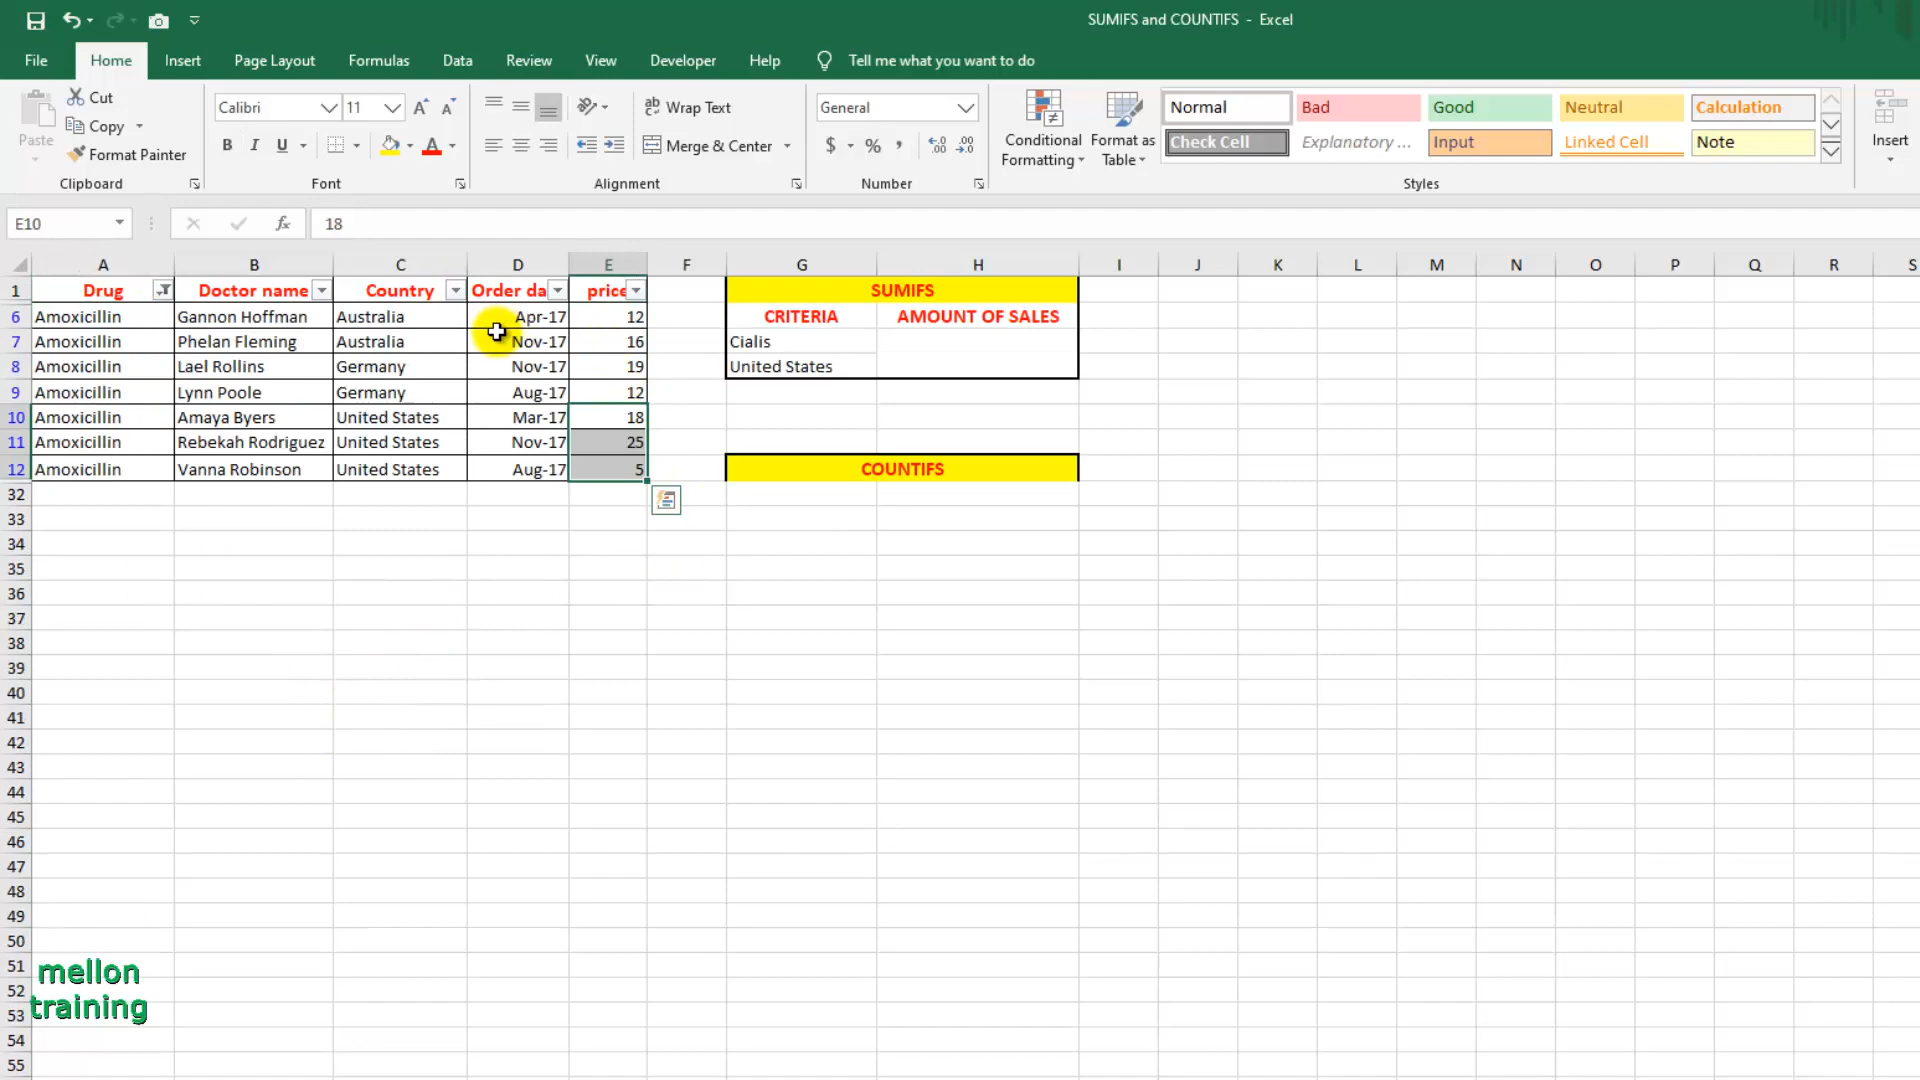 SUMIFS and COUNTIFS - Excel
File Home Insert Page Layout Formulas Data Review View Developer Help Tell me what you want to do
Paste Cut Copy Format Painter
Clipboard
Calibri 11
B I U
Font
Wrap Text
Merge & Center
Alignment
General
$ % ,
Number
Conditional Formatting
Format as Table
Normal Bad Good Neutral Calculation
Check Cell Explanatory ... Input Linked Cell Note
Styles
Insert
E10 fx 18
A B C D E F G H I J K L M N O P Q R S
1 Drug Doctor name Country Order da price SUMIFS
6 Amoxicillin Gannon Hoffman Australia Apr-17 12 CRITERIA AMOUNT OF SALES
7 Amoxicillin Phelan Fleming Australia Nov-17 16 Cialis
8 Amoxicillin Lael Rollins Germany Nov-17 19 United States
9 Amoxicillin Lynn Poole Germany Aug-17 12
10 Amoxicillin Amaya Byers United States Mar-17 18
11 Amoxicillin Rebekah Rodriguez United States Nov-17 25
12 Amoxicillin Vanna Robinson United States Aug-17 5 COUNTIFS
32
33
34
35
36
37
38
39
40
41
42
43
44
45
46
47
48
49
50
51
52
53
54
55
mellon
training